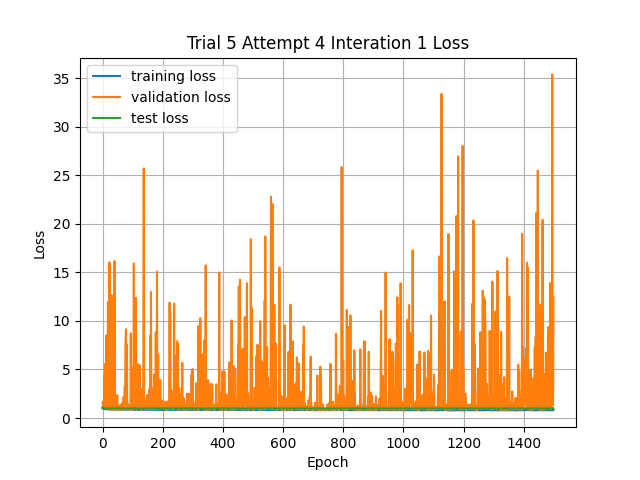 Trial 5 Attempt 4 Interation 1 Loss
training loss
validation loss
test loss
35
30
25
20
15
10
5
0
Loss
0 200 400 600 800 1000 1200 1400
Epoch